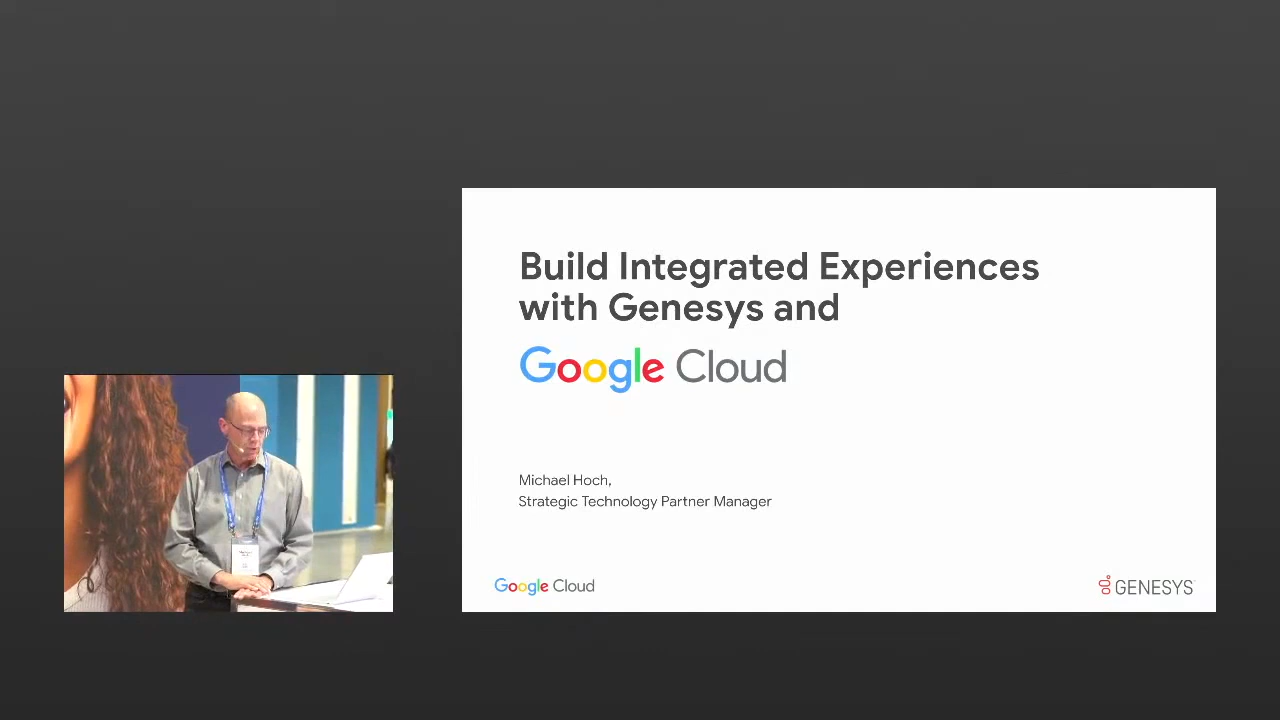 Build Integrated Experiences
with Genesys and
Google Cloud
Michael Hoch,
Strategic Technology Partner Manager
Google Cloud
GENESYS